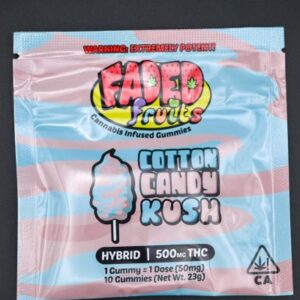 WARNING: EXTREMELY POTENT!
FADED
fruits
Cannabis Infused Gummies
COTTON
CANDY
KUSH
HYBRID | 500MG THC
1 Gummy = 1 Dose (50mg)
10 Gummies (Net Wt. 23g)
CA